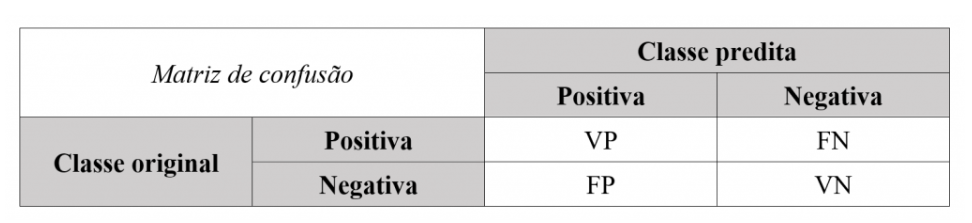 Matriz de confusão
Classe predita
Positiva Negativa
Classe original
Positiva VP FN
Negativa FP VN